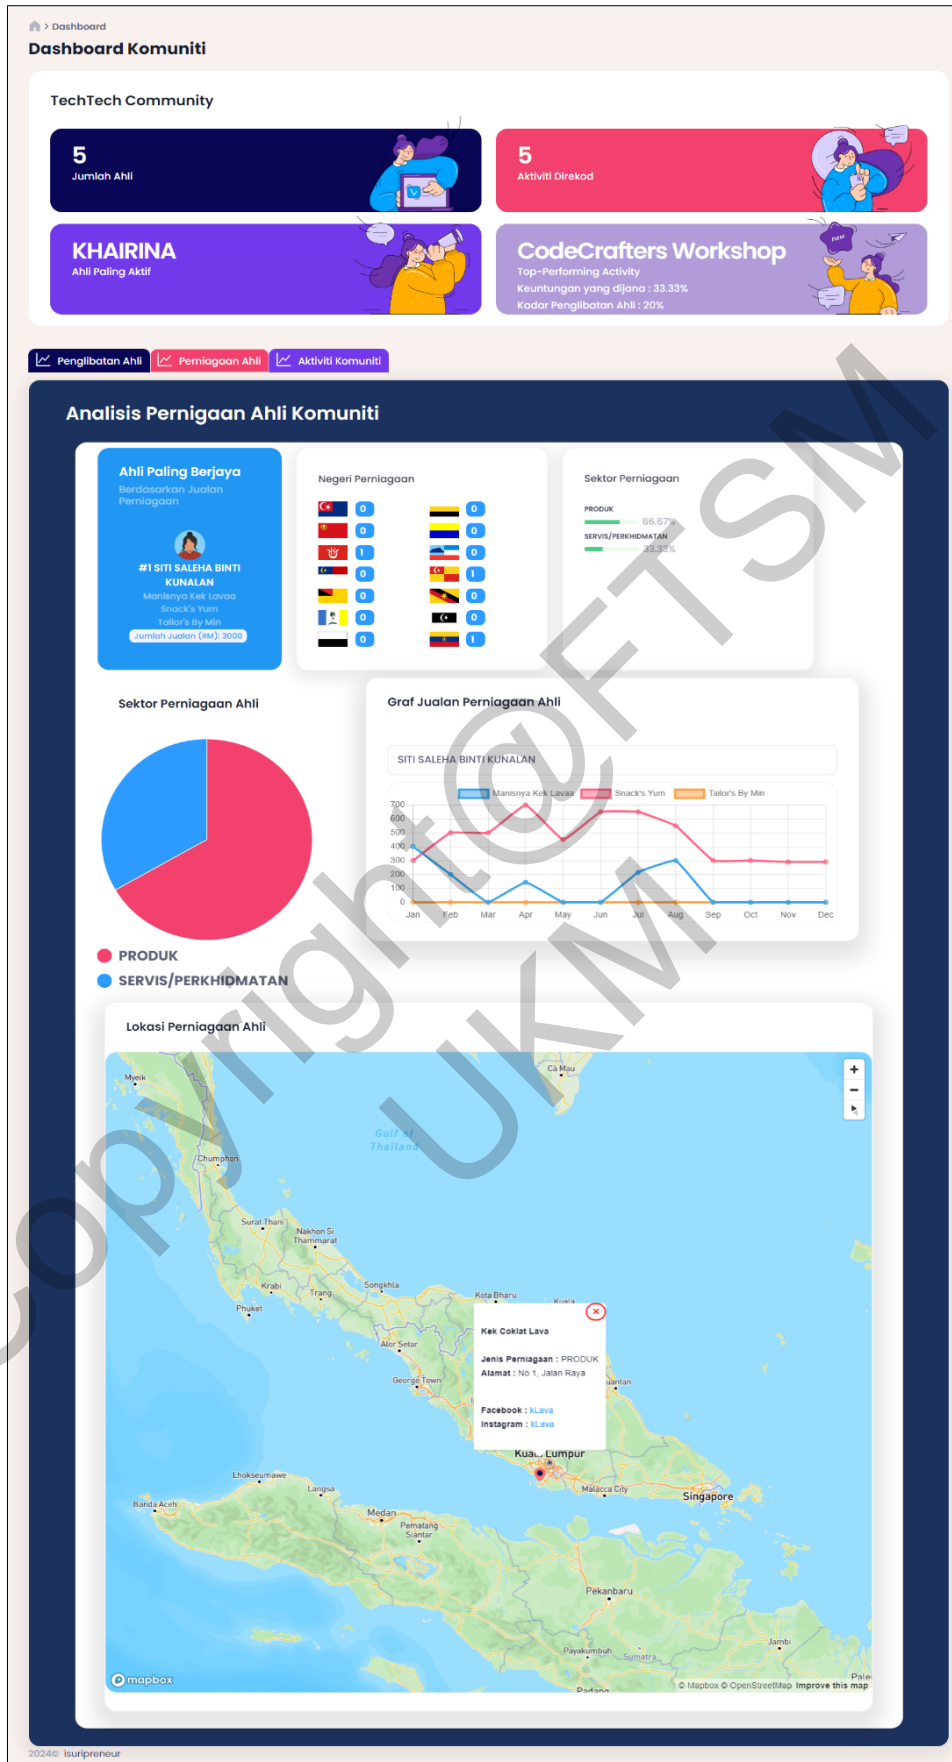 > Dashboard
Dashboard Komuniti
TechTech Community
5
Jumlah Ahli
5
Aktiviti Direkod
KHAIRINA
Ahli Paling Aktif
CodeCrafters Workshop
Top-Performing Activity
Keuntungan yang dijana : 33.33%
Kadar Penglibatan Ahli : 20%
new
Penglibatan Ahli
Perniagaan Ahli
Aktiviti Komuniti
Analisis Pernigaan Ahli Komuniti
Ahli Paling Berjaya
Berdasarkan Jualan
Perniagaan
#1 SITI SALEHA BINTI
KUNALAN
Manisnya Kek Lavaa
Snack's Yum
Tailor's By Min
Jumlah Jualan (RM): 3000
Negeri Perniagaan
0 0
0 0
1 0
0 1
0 0
0 0
0 1
Sektor Perniagaan
PRODUK
66.67%
SERVIS/PERKHIDMATAN
33.33%
Sektor Perniagaan Ahli
PRODUK
SERVIS/PERKHIDMATAN
Graf Jualan Perniagaan Ahli
SITI SALEHA BINTI KUNALAN
Manisnya Kek Lavaa Snack's Yum Tailor's By Min
700
600
500
400
300
200
100
0
Jan Feb Mar Apr May Jun Jul Aug Sep Oct Nov Dec
Lokasi Perniagaan Ahli
Myeik
Cà Mau
+
−
Gulf of
Thailand
Chumphon
Surat Thani
Nakhon Si
Thammarat
Krabi
Trang
Songkhla
Phuket
Kota Bharu
Kuala
Alor Setar
George Town
uantan
Kek Coklat Lava
Jenis Perniagaan : PRODUK
Alamat : No 1, Jalan Raya
Facebook : kLava
Instagram : kLava
Kuala Lumpur
Malacca City
Singapore
Lhokseumawe
Langsa
Banda Aceh
Medan
Pematang
Siantar
Pekanbaru
Payakumbuh
Sumatra
Jambi
Padang
Pale
mapbox
© Mapbox © OpenStreetMap Improve this map
2024© isuripreneur
Copyright@FTSM
UKM